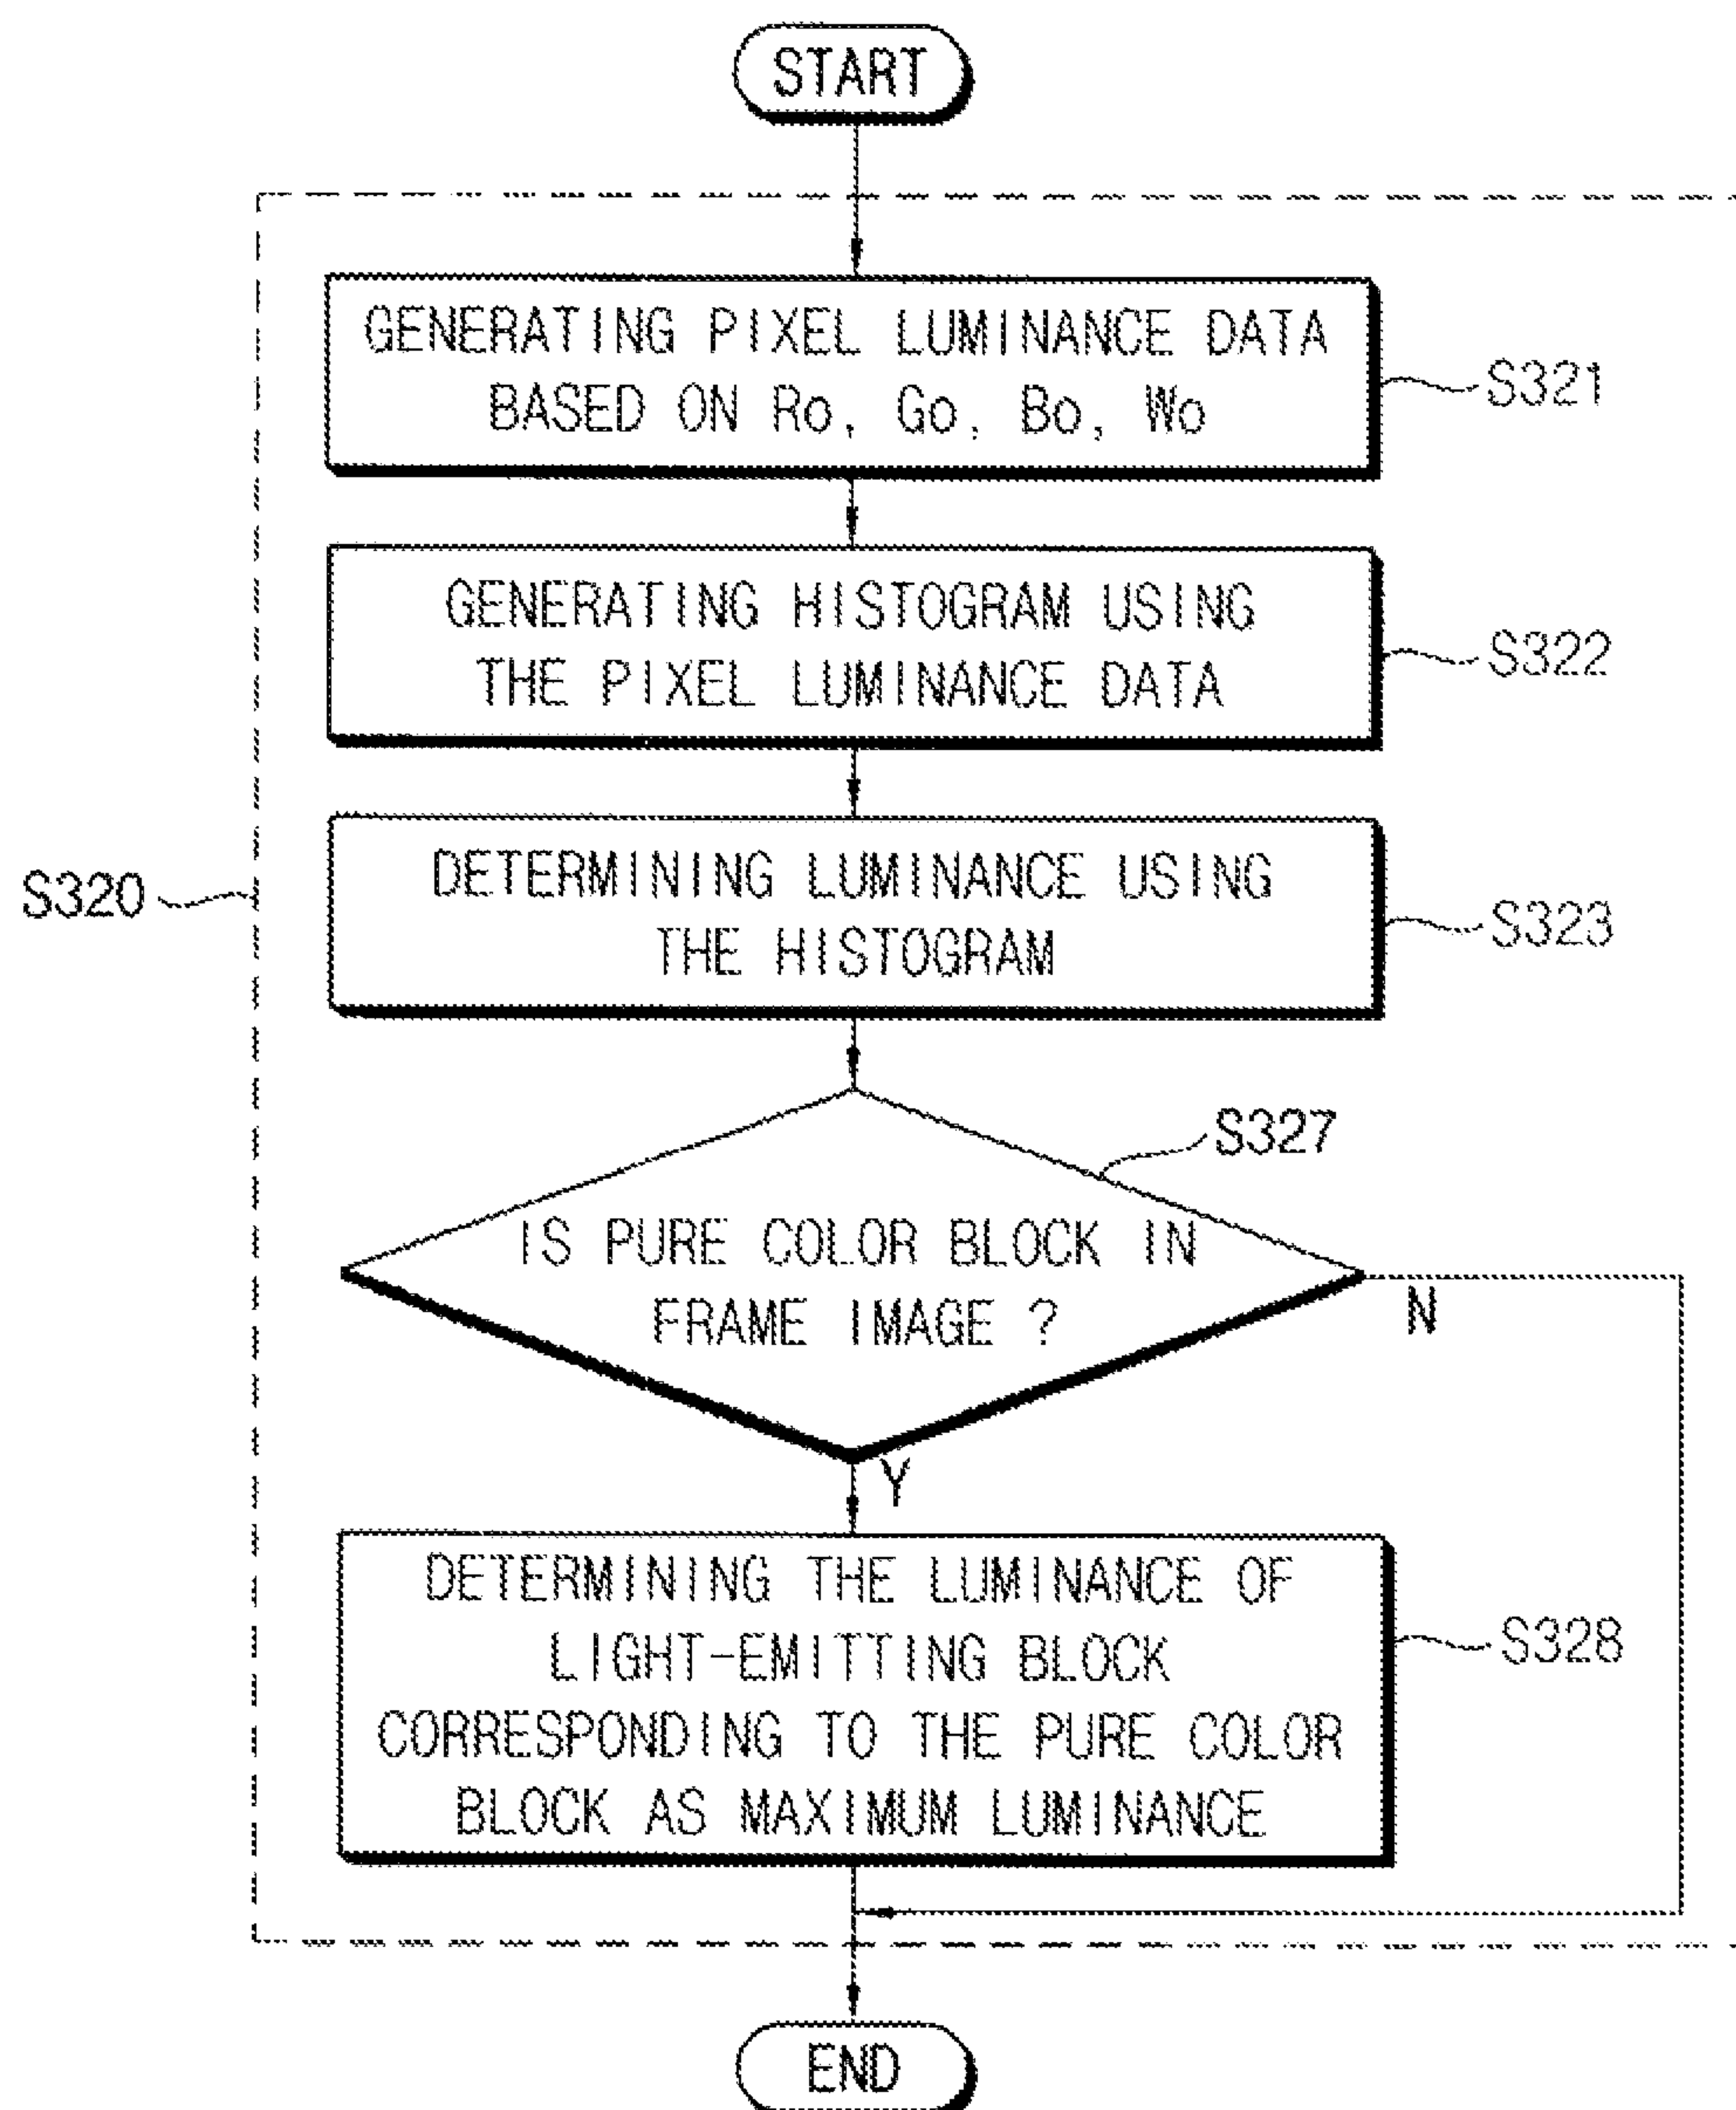 START
GENERATING PIXEL LUMINANCE DATA
BASED ON Ro, Go, Bo, Wo
S321
GENERATING HISTOGRAM USING
THE PIXEL LUMINANCE DATA
S322
DETERMINING LUMINANCE USING
THE HISTOGRAM
S320
S323
S327
IS PURE COLOR BLOCK IN
FRAME IMAGE ?
N
Y
DETERMINING THE LUMINANCE OF
LIGHT-EMITTING BLOCK
CORRESPONDING TO THE PURE COLOR
BLOCK AS MAXIMUM LUMINANCE
S328
END